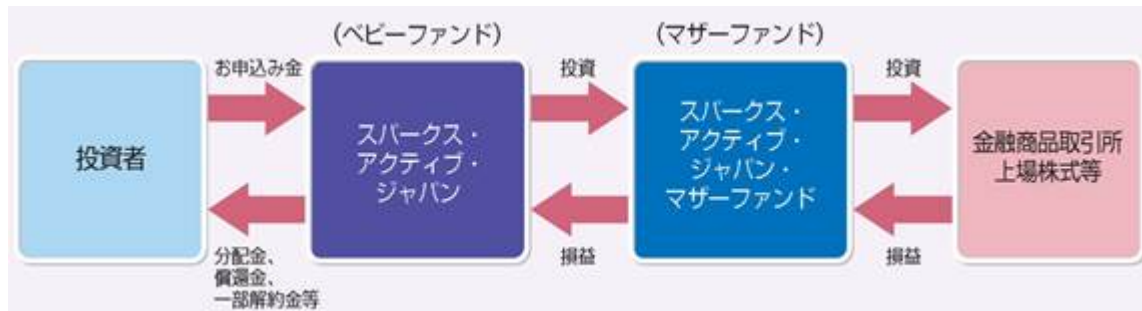 (ベビーファンド)
(マザーファンド)
お申込み金
投資
投資
投資者
スパークス・
アクティブ・
ジャパン
スパークス・
アクティブ・
ジャパン・
マザーファンド
金融商品取引所
上場株式等
分配金、
償還金、
一部解約金等
損益
損益